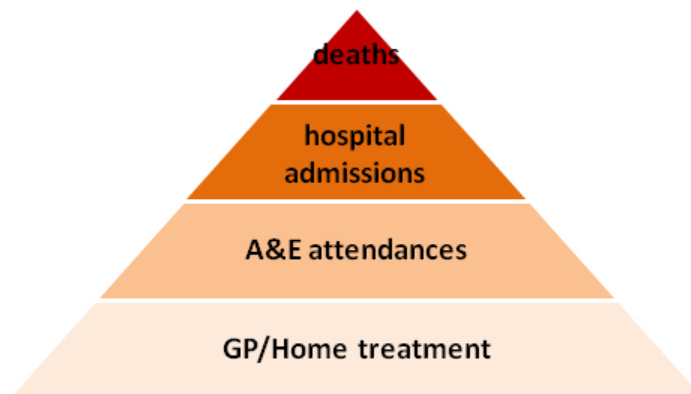 deaths
hospital
admissions
A&E attendances
GP/Home treatment